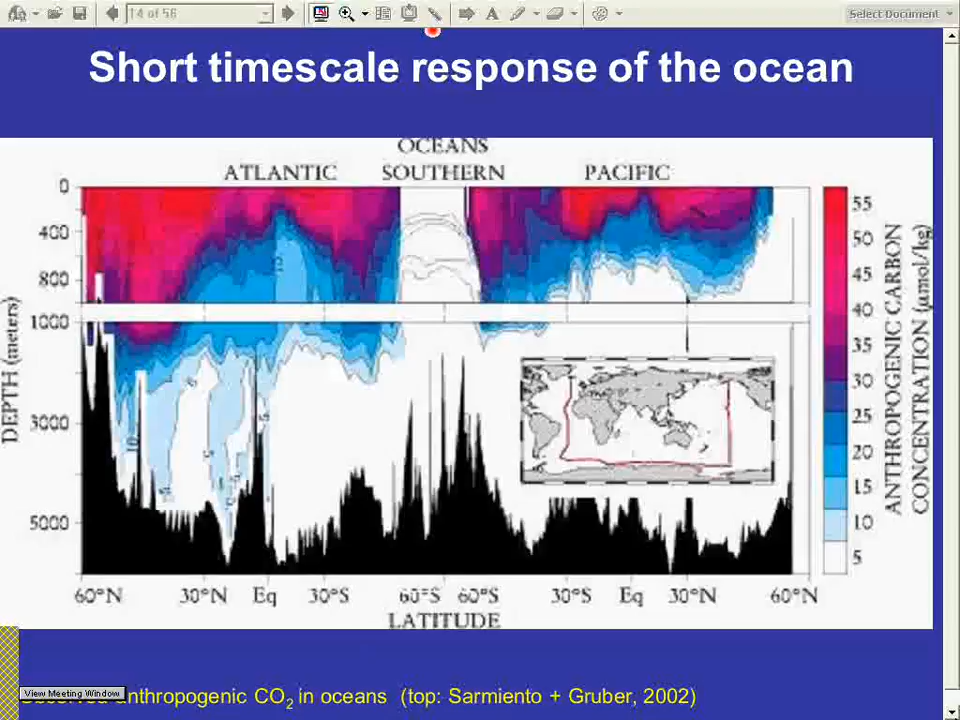 14 of 56
Select Document
Short timescale response of the ocean
OCEANS
ATLANTIC SOUTHERN PACIFIC
0
400
800
1000
3000
5000
DEPTH (meters)
60°N 30°N Eq 30°S 60°S 60°S 30°S Eq 30°N 60°N
LATITUDE
55
50
45
40
35
30
25
20
15
10
5
ANTHROPOGENIC CARBON
CONCENTRATION (μmol/kg)
View Meeting Window
anthropogenic CO2 in oceans (top: Sarmiento + Gruber, 2002)